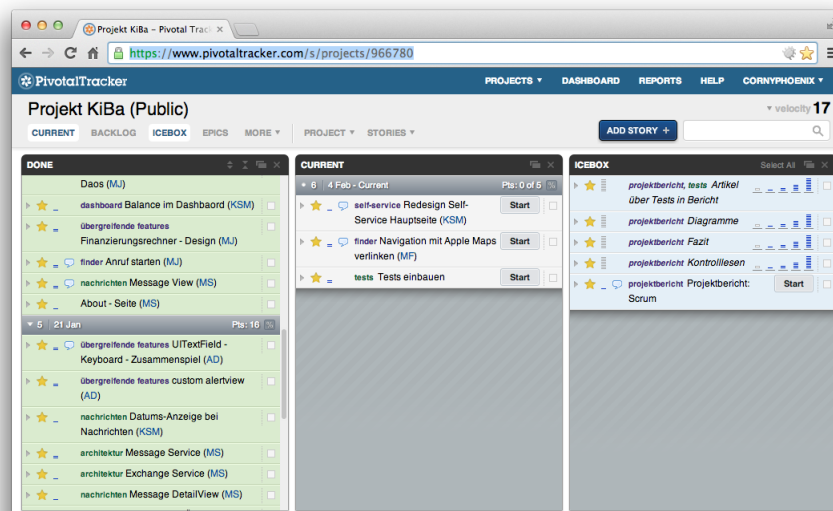 Projekt KiBa - Pivotal Trac
https://www.pivotaltracker.com/s/projects/966780
PivotalTracker
PROJECTS DASHBOARD REPORTS HELP CORNYPHOENIX
Projekt KiBa (Public)
velocity 17
CURRENT BACKLOG ICEBOX EPICS MORE PROJECT STORIES
ADD STORY +
DONE
Daos (MJ)
dashboard Balance im Dashbaord (KSM)
übergreifende features
Finanzierungsrechner - Design (MJ)
finder Anruf starten (MJ)
nachrichten Message View (MS)
About - Seite (MS)
5 21 Jan Pts: 16 %
übergreifende features UITextField -
Keyboard - Zusammenspiel (AD)
übergreifende features custom alertview
(AD)
nachrichten Datums-Anzeige bei
Nachrichten (KSM)
architektur Message Service (MS)
architektur Exchange Service (MS)
nachrichten Message DetailView (MS)
CURRENT
6 4 Feb - Current Pts: 0 of 5 %
self-service Redesign Self-
Service Hauptseite (KSM)
Start
finder Navigation mit Apple Maps
verlinken (MF)
Start
tests Tests einbauen
Start
ICEBOX Select All
projektbericht, tests Artikel
über Tests in Bericht
projektbericht Diagramme
projektbericht Fazit
projektbericht Kontrolllesen
projektbericht Projektbericht:
Scrum
Start